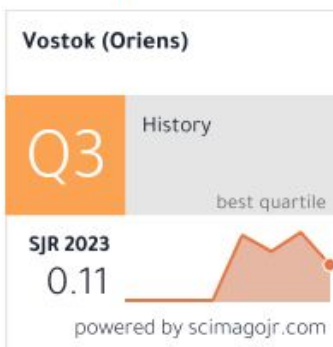 Vostok (Oriens)
Q3
History
best quartile
SJR 2023
0.11
powered by scimagojr.com